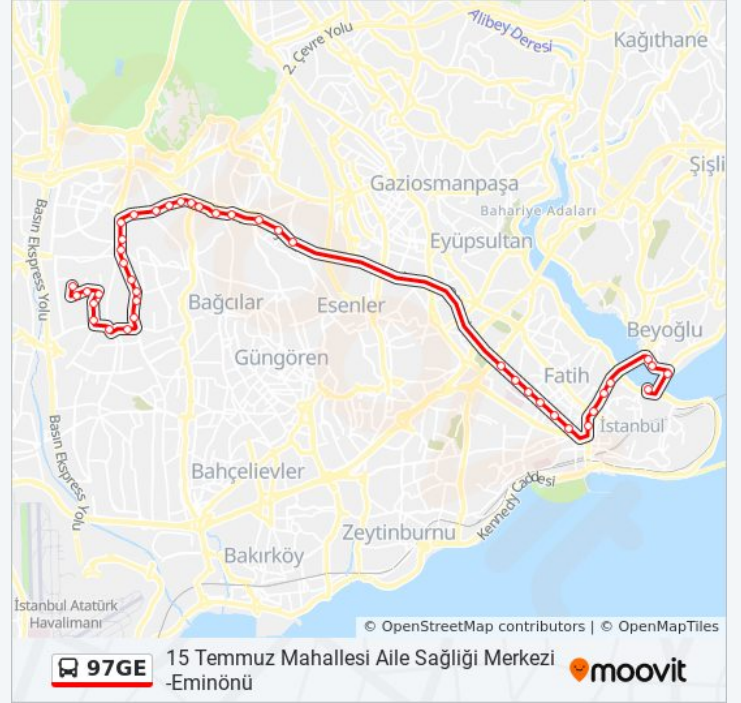 Alibey Deresi
Kağıthane
2. Çevre Yolu
Şişli
Gaziosmanpaşa
Basın Ekspress Yolu
Bahariye Adaları
Eyüpsultan
Bağcılar
Esenler
Beyoğlu
Güngören
Fatih
İstanbul
Basın Ekspress Yolu
Bahçelievler
Kennedy Caddesi
Zeytinburnu
Bakırköy
İstanbul Atatürk
Havalimanı
© OpenStreetMap contributors | © OpenMapTiles
97GE
15 Temmuz Mahallesi Aile Sağliği Merkezi
-Eminönü
moovit